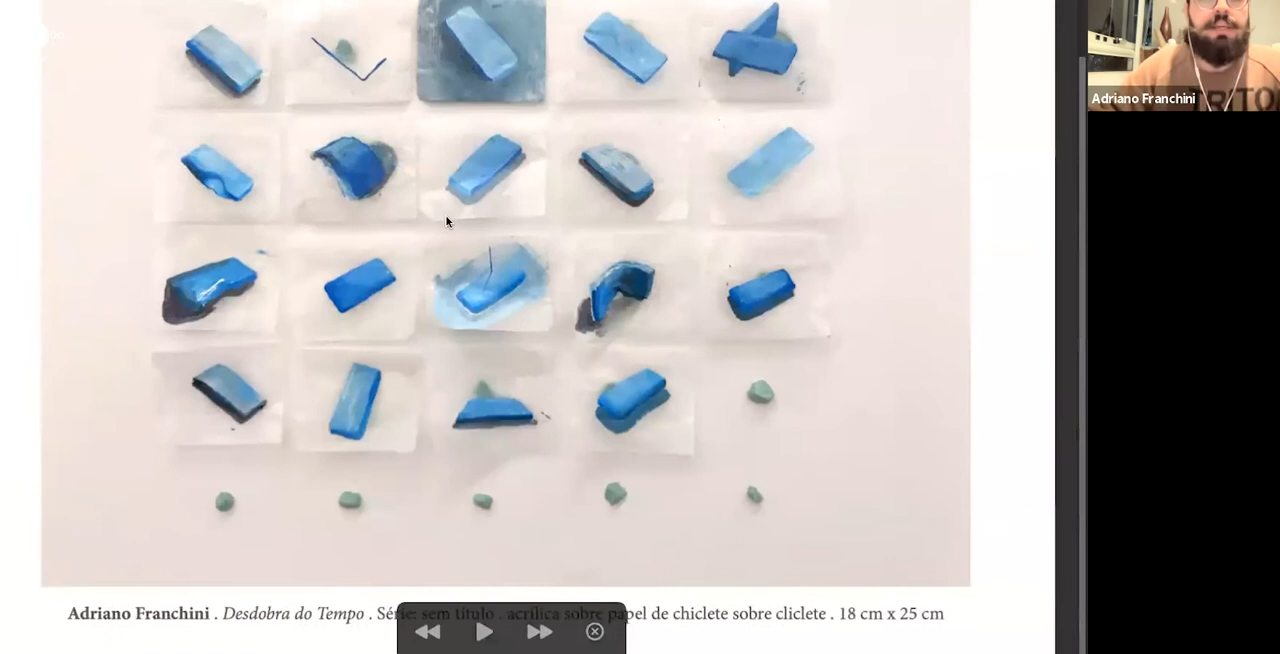 Adriano Franchini
Adriano Franchini . Desdobra do Tempo . Série: sem título . acrílica sobre papel de chiclete sobre cliclete . 18 cm x 25 cm